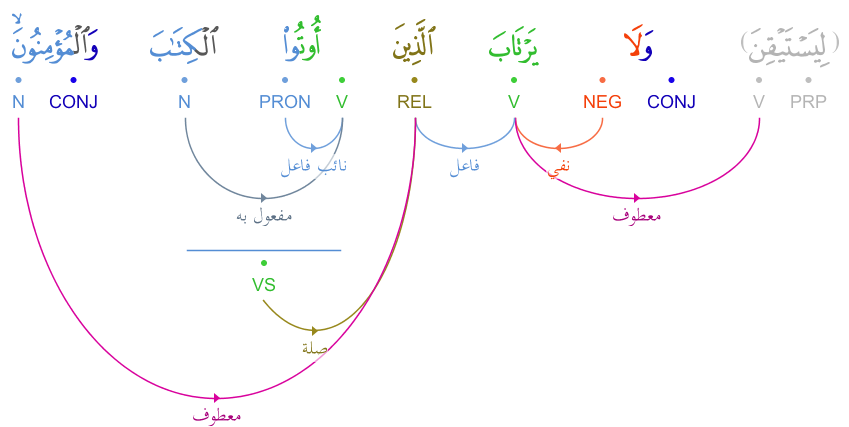 (لِيَسْتَيْقِنَ) وَلَا يَرْتَابَ ٱلَّذِينَ أُوتُوا۟ ٱلْكِتَٰبَ وَٱلْمُؤْمِنُونَ ۙ
PRP V CONJ NEG V REL V PRON N CONJ N
نائب فاعل فاعل نفي
مفعول به معطوف
VS
صلة
معطوف